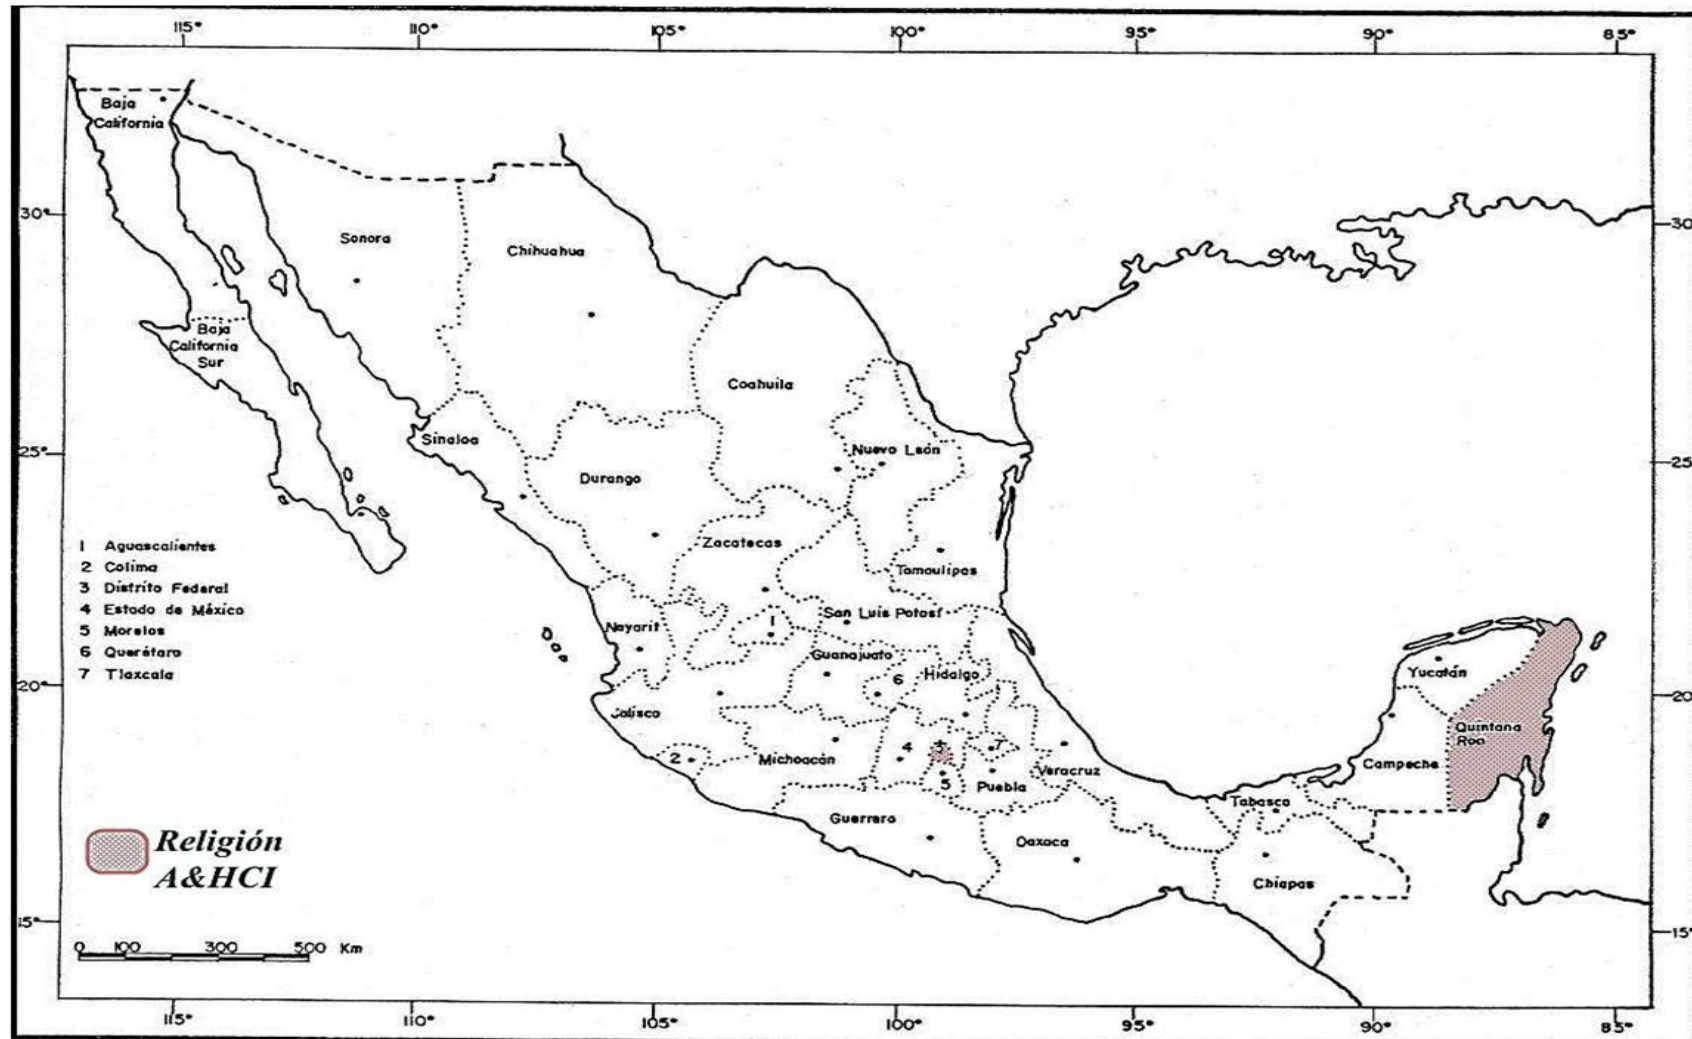 115° 110° 105° 100° 95° 90° 85°
Baja
California
30° 30°
Sonora
Chihuahua
Baja
California
Sur
Coahuila
Sinaloa
Nuevo León
25° 25°
Durango
Zacatecas
Tamaulipas
1 Aguascalientes
2 Colima
3 Distrito Federal
4 Estado de México
5 Morelos
6 Querétaro
7 Tlaxcala
San Luis Potosí
Nayarit
1
Guanajuato
Hidalgo
6
Yucatán
20° 20°
Jalisco
Quintana
Roo
4
7
2
Michoacán
Veracruz
Campeche
5
Puebla
Tabasco
Guerrero
Oaxaca
Chiapas
Religión
A&HCI
15° 15°
0 100 300 500 Km
115° 110° 105° 100° 95° 90° 85°